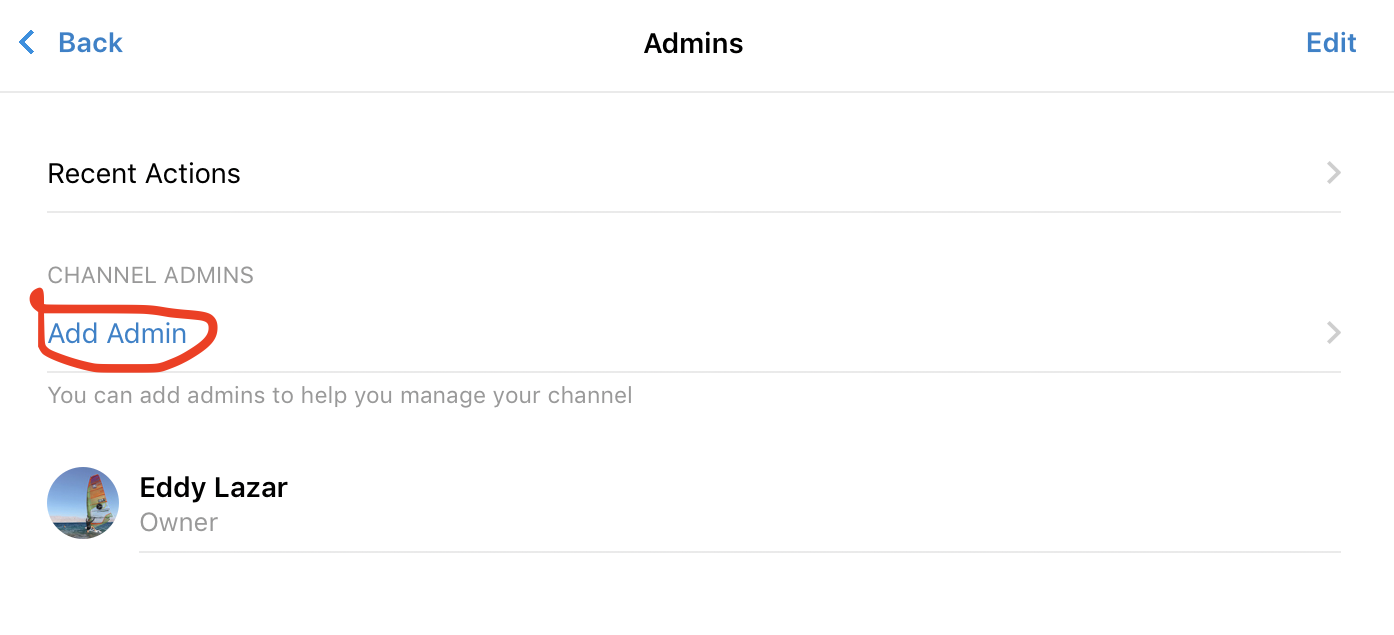 Back
Admins
Edit
Recent Actions
CHANNEL ADMINS
Add Admin
You can add admins to help you manage your channel
Eddy Lazar
Owner